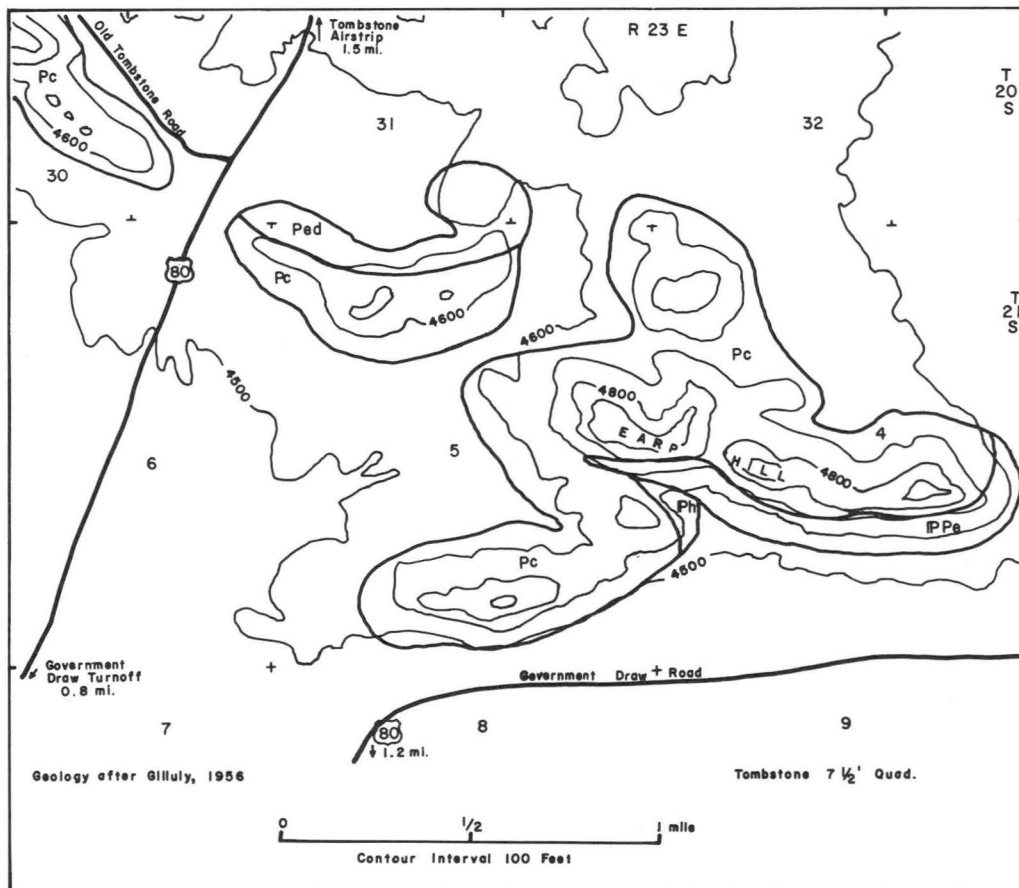 Tombstone
Airstrip
1.5 mi.
R 23 E
T
20
S
Old Tombstone Road
Pc
4600
31
32
30
Ped
80
Pc
4600
T
21
S
4600
4500
Pc
4800
EARP
4
HILL
4800
6
5
Ph
PPe
Pc
4500
Government
Draw Turnoff
0.8 mi.
Government Draw Road
7
8
9
80
1.2 mi.
Geology after Gilluly, 1956
Tombstone 7 ½' Quad.
0 1/2 1 mile
Contour Interval 100 Feet